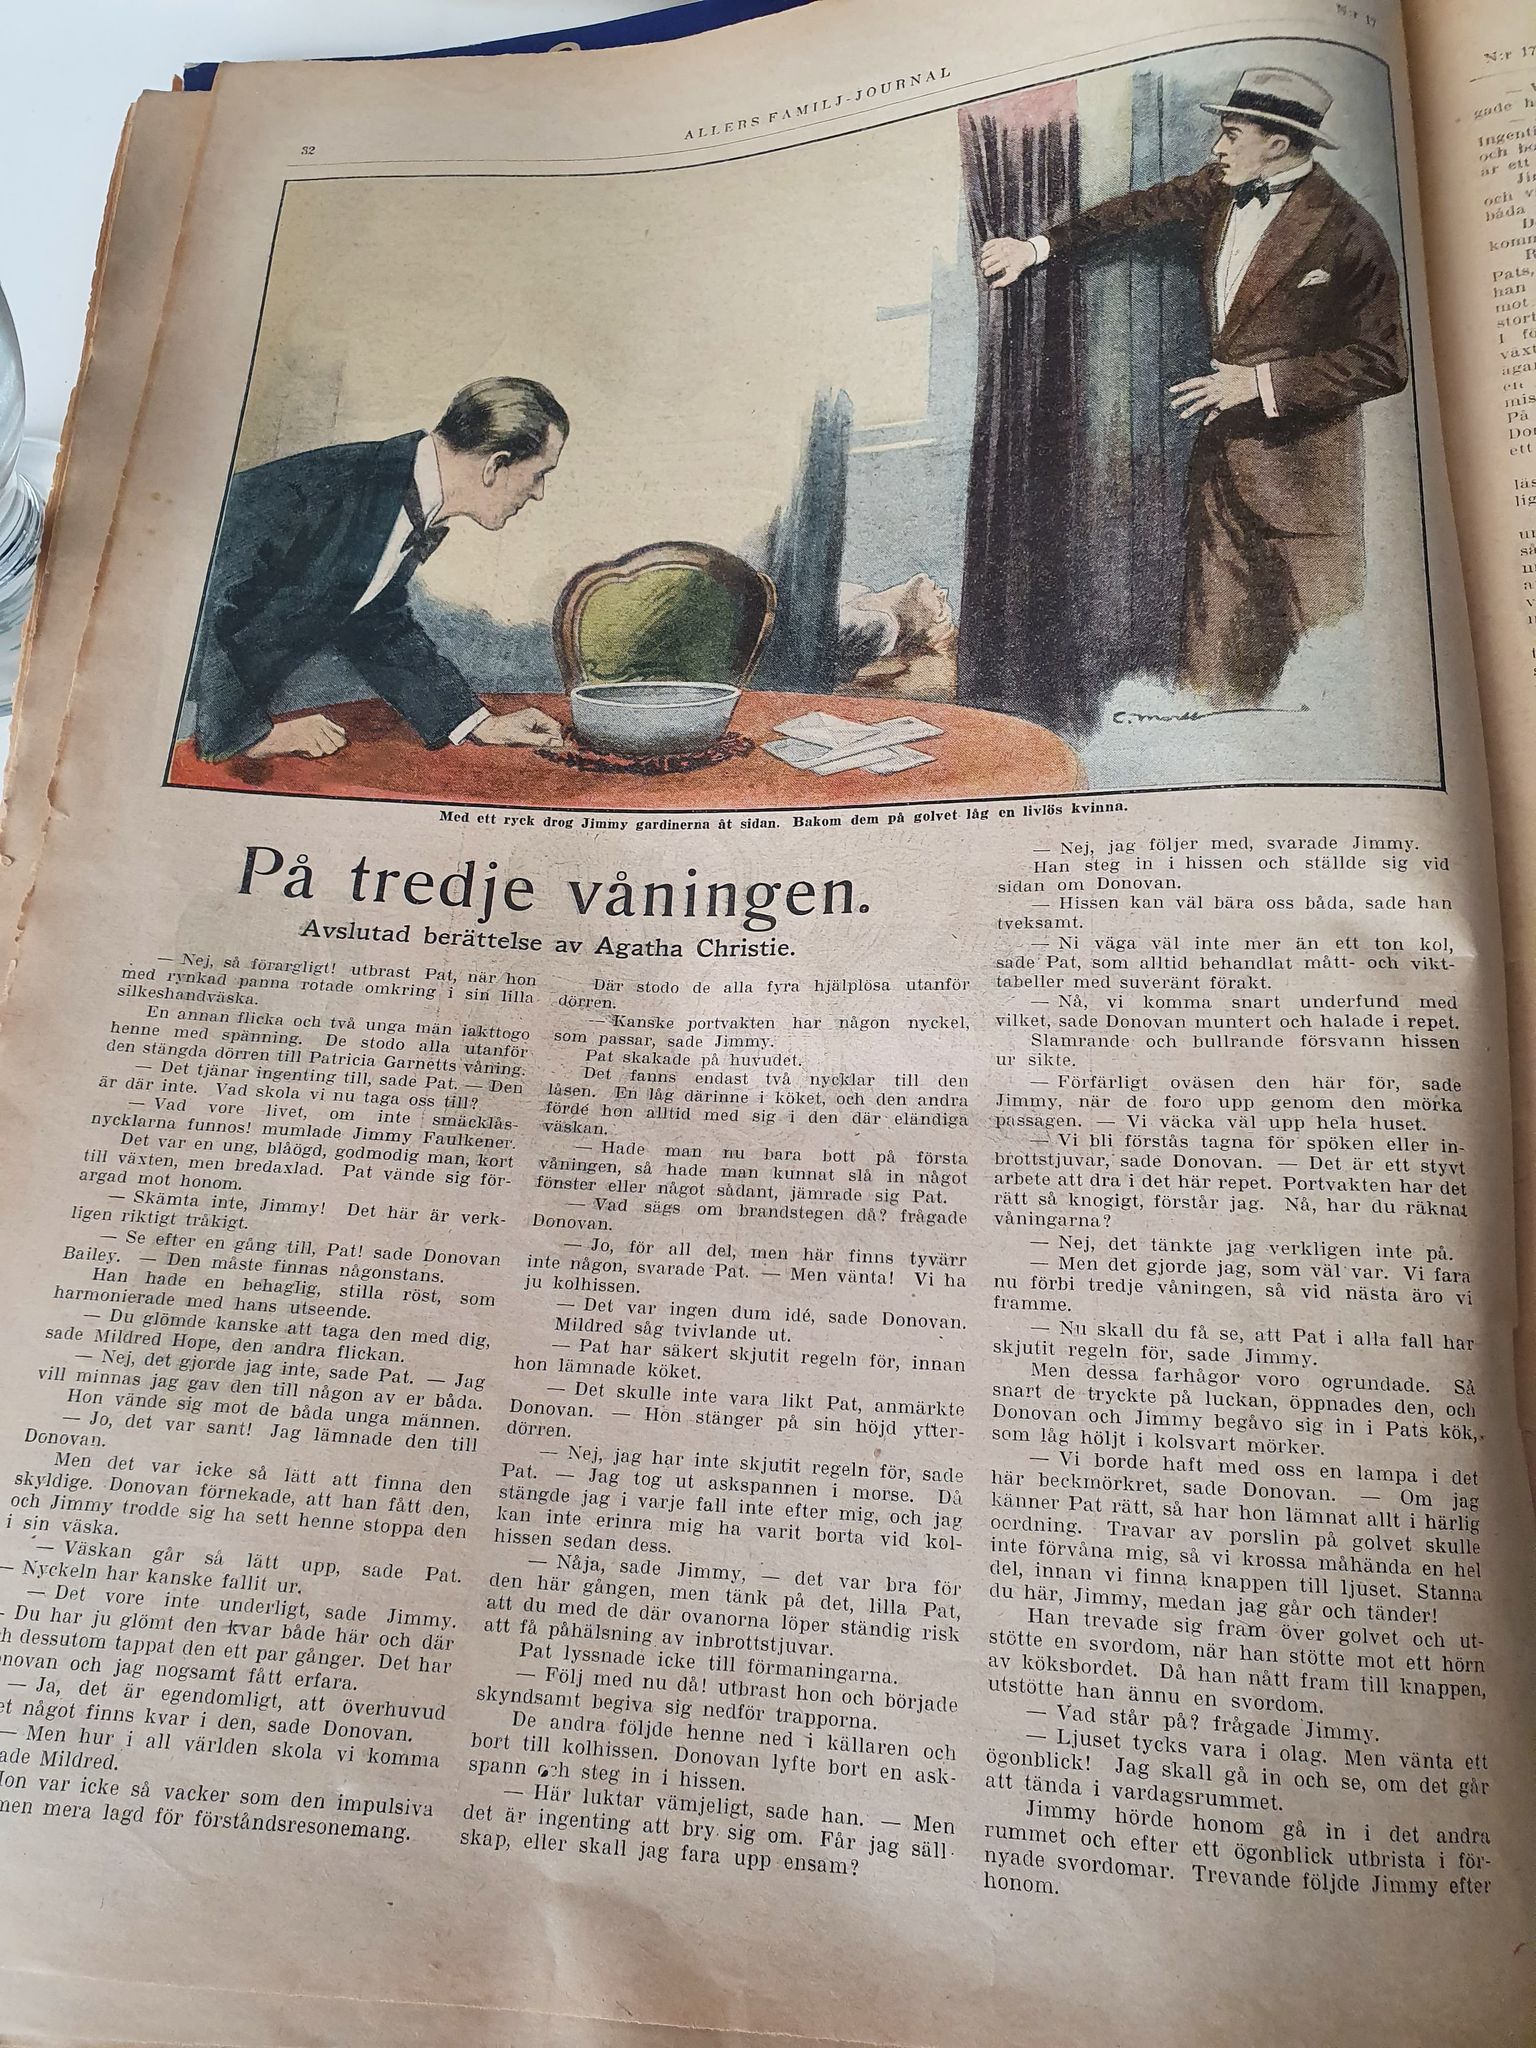 N:r 17
32
ALLERS FAMILJ-JOURNAL
C. 
Med ett ryck drog Jimmy gardinerna åt sidan. Bakom dem på golvet låg en livlös kvinna.
På tredje våningen.
Avslutad berättelse av Agatha Christie.
— Nej, så förargligt! utbrast Pat, när hon
med rynkad panna rotade omkring i sin lilla
silkeshandväska.
En annan flicka och två unga män iakttogo
henne med spänning. De stodo alla utanför
den stängda dörren till Patricia Garnetts våning.
— Det tjänar ingenting till, sade Pat. — Den
är där inte. Vad skola vi nu taga oss till?
— Vad vore livet, om inte smäcklås-
nycklarna funnos! mumlade Jimmy Faulkener.
Det var en ung, blåögd, godmodig man, kort
till växten, men bredaxlad. Pat vände sig för-
argad mot honom.
— Skämta inte, Jimmy! Det här är verk-
ligen riktigt tråkigt.
— Se efter en gång till, Pat! sade Donovan
Bailey. — Den måste finnas någonstans.
Han hade en behaglig, stilla röst, som
harmonierade med hans utseende.
— Du glömde kanske att taga den med dig,
sade Mildred Hope, den andra flickan.
— Nej, det gjorde jag inte, sade Pat. — Jag
vill minnas jag gav den till någon av er båda.
Hon vände sig mot de båda unga männen.
— Jo, det var sant! Jag lämnade den till
Donovan.
Men det var icke så lätt att finna den
skyldige. Donovan förnekade, att han fått den,
och Jimmy trodde sig ha sett henne stoppa den
i sin väska.
— Väskan går så lätt upp, sade Pat.
— Nyckeln har kanske fallit ur.
— Det vore inte underligt, sade Jimmy.
- Du har ju glömt den kvar både här och där
h dessutom tappat den ett par gånger. Det har
novan och jag nogsamt fått erfara.
— Ja, det är egendomligt, att överhuvud
et något finns kvar i den, sade Donovan.
— Men hur i all världen skola vi komma
ade Mildred.
Hon var icke så vacker som den impulsiva
men mera lagd för förståndsresonemang.
Där stodo de alla fyra hjälplösa utanför
dörren.
— Kanske portvakten har någon nyckel,
som passar, sade Jimmy.
Pat skakade på huvudet.
Det fanns endast två nycklar till den
låsen. En låg därinne i köket, och den andra
förde hon alltid med sig i den där eländiga
väskan.
— Hade man nu bara bott på första
våningen, så hade man kunnat slå in något
fönster eller något sådant, jämrade sig Pat.
— Vad sägs om brandstegen då? frågade
Donovan.
— Jo, för all del, men här finns tyvärr
inte någon, svarade Pat. — Men vänta! Vi ha
ju kolhissen.
— Det var ingen dum idé, sade Donovan.
Mildred såg tvivlande ut.
— Pat har säkert skjutit regeln för, innan
hon lämnade köket.
— Det skulle inte vara likt Pat, anmärkte
Donovan. — Hon stänger på sin höjd ytter-
dörren.
— Nej, jag har inte skjutit regeln för, sade
Pat. — Jag tog ut askspannen i morse. Då
stängde jag i varje fall inte efter mig, och jag
kan inte erinra mig ha varit borta vid kol-
hissen sedan dess.
— Nåja, sade Jimmy, — det var bra för
den här gången, men tänk på det, lilla Pat,
att du med de där ovanorna löper ständig risk
att få påhälsning av inbrottstjuvar.
Pat lyssnade icke till förmaningarna.
— Följ med nu då! utbrast hon och började
skyndsamt begiva sig nedför trapporna.
De andra följde henne ned i källaren och
bort till kolhissen. Donovan lyfte bort en ask-
spann och steg in i hissen.
— Här luktar vämjeligt, sade han. — Men
det är ingenting att bry sig om. Får jag säll-
skap, eller skall jag fara upp ensam?
— Nej, jag följer med, svarade Jimmy.
Han steg in i hissen och ställde sig vid
sidan om Donovan.
— Hissen kan väl bära oss båda, sade han
tveksamt.
— Ni väga väl inte mer än ett ton kol,
sade Pat, som alltid behandlat mått- och vikt-
tabeller med suveränt förakt.
— Nå, vi komma snart underfund med
vilket, sade Donovan muntert och halade i repet.
Slamrande och bullrande försvann hissen
ur sikte.
— Förfärligt oväsen den här för, sade
Jimmy, när de foro upp genom den mörka
passagen. — Vi väcka väl upp hela huset.
— Vi bli förstås tagna för spöken eller in-
brottstjuvar, sade Donovan. — Det är ett styvt
arbete att dra i det här repet. Portvakten har det
rätt så knogigt, förstår jag. Nå, har du räknat
våningarna?
— Nej, det tänkte jag verkligen inte på.
— Men det gjorde jag, som väl var. Vi fara
nu förbi tredje våningen, så vid nästa äro vi
framme.
— Nu skall du få se, att Pat i alla fall har
skjutit regeln för, sade Jimmy.
Men dessa farhågor voro ogrundade. Så
snart de tryckte på luckan, öppnades den, och
Donovan och Jimmy begåvo sig in i Pats kök,
som låg höljt i kolsvart mörker.
— Vi borde haft med oss en lampa i det
här beckmörkret, sade Donovan. — Om jag
känner Pat rätt, så har hon lämnat allt i härlig
oordning. Travar av porslin på golvet skulle
inte förvåna mig, så vi krossa måhända en hel
del, innan vi finna knappen till ljuset. Stanna
du här, Jimmy, medan jag går och tänder!
Han trevade sig fram över golvet och ut-
stötte en svordom, när han stötte mot ett hörn
av köksbordet. Då han nått fram till knappen,
utstötte han ännu en svordom.
— Vad står på? frågade Jimmy.
— Ljuset tycks vara i olag. Men vänta ett
ögonblick! Jag skall gå in och se, om det går
att tända i vardagsrummet.
Jimmy hörde honom gå in i det andra
rummet och efter ett ögonblick utbrista i för-
nyade svordomar. Trevande följde Jimmy efter
honom.
N:r 17
gade h
Ingenti
och bo
är ett
och v
båda
komm
Pats,
han
mot
stört
I fö
växt
ägar
mis
På
Don
ett
läs
lig